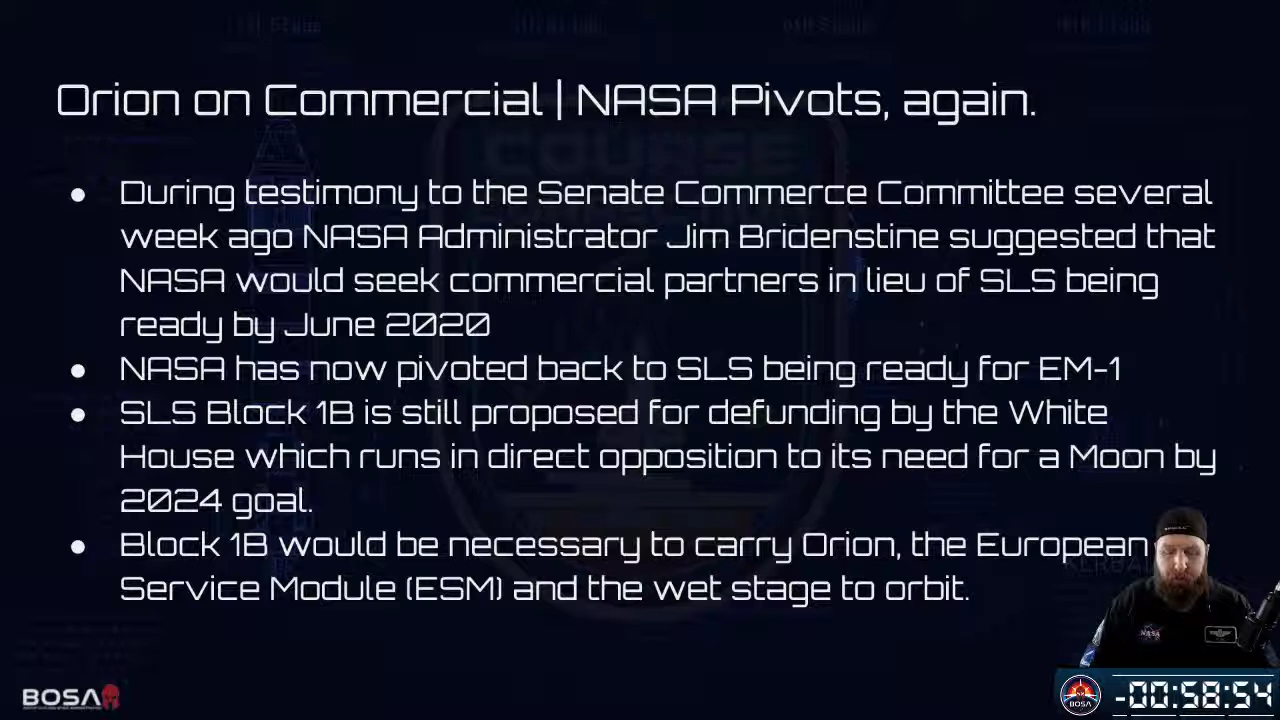 Orion on Commercial | NASA Pivots, again.
● During testimony to the Senate Commerce Committee several
week ago NASA Administrator Jim Bridenstine suggested that
NASA would seek commercial partners in lieu of SLS being
ready by June 2020
● NASA has now pivoted back to SLS being ready for EM-1
● SLS Block 1B is still proposed for defunding by the White
House which runs in direct opposition to its need for a Moon by
2024 goal.
● Block 1B would be necessary to carry Orion, the European
Service Module (ESM) and the wet stage to orbit.
NASA
BOSA
BOSA
-00:58:54